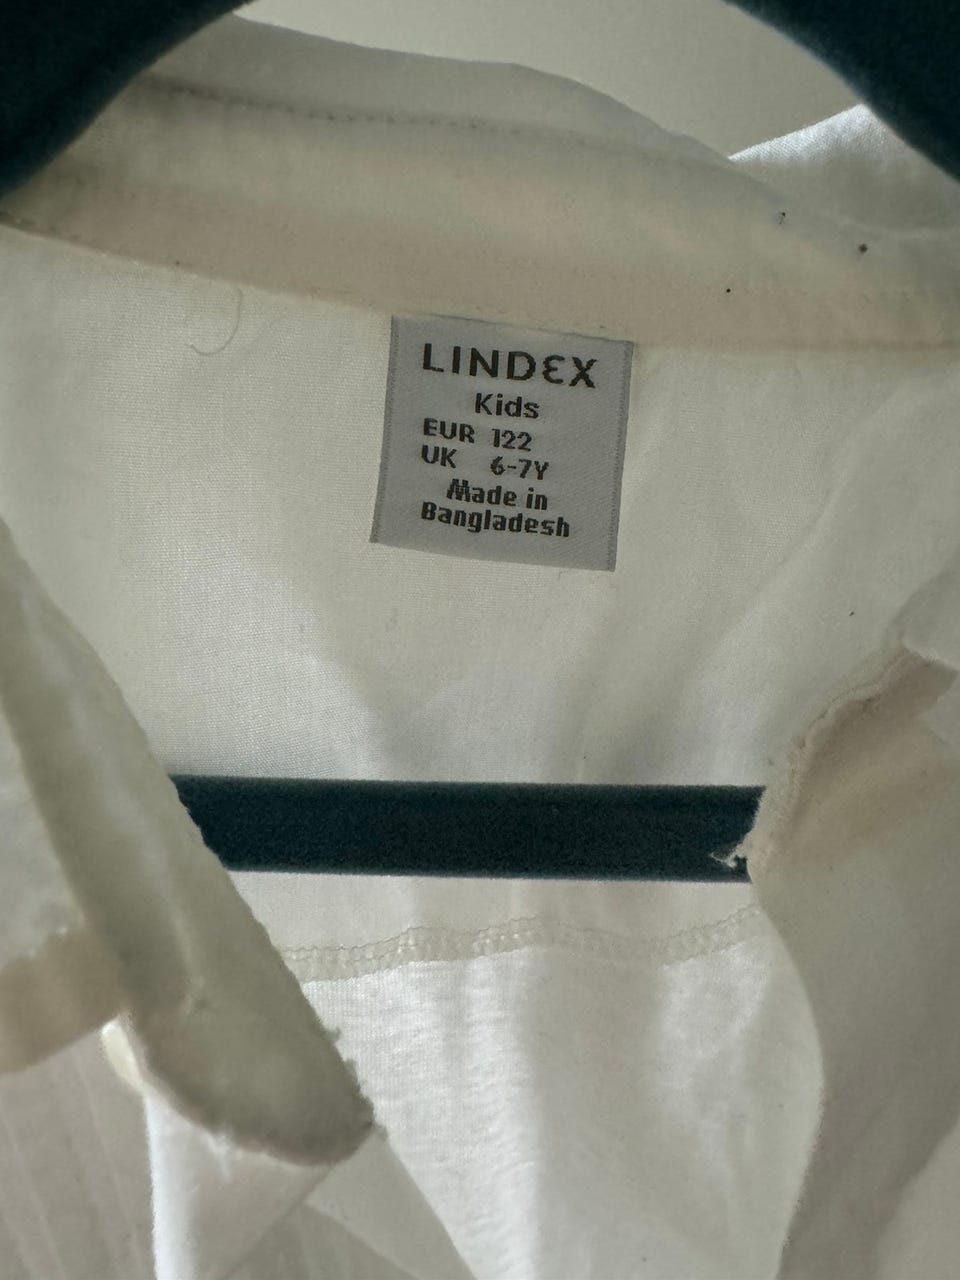 LINDEX
Kids
EUR 122
UK 6-7Y
Made in
Bangladesh